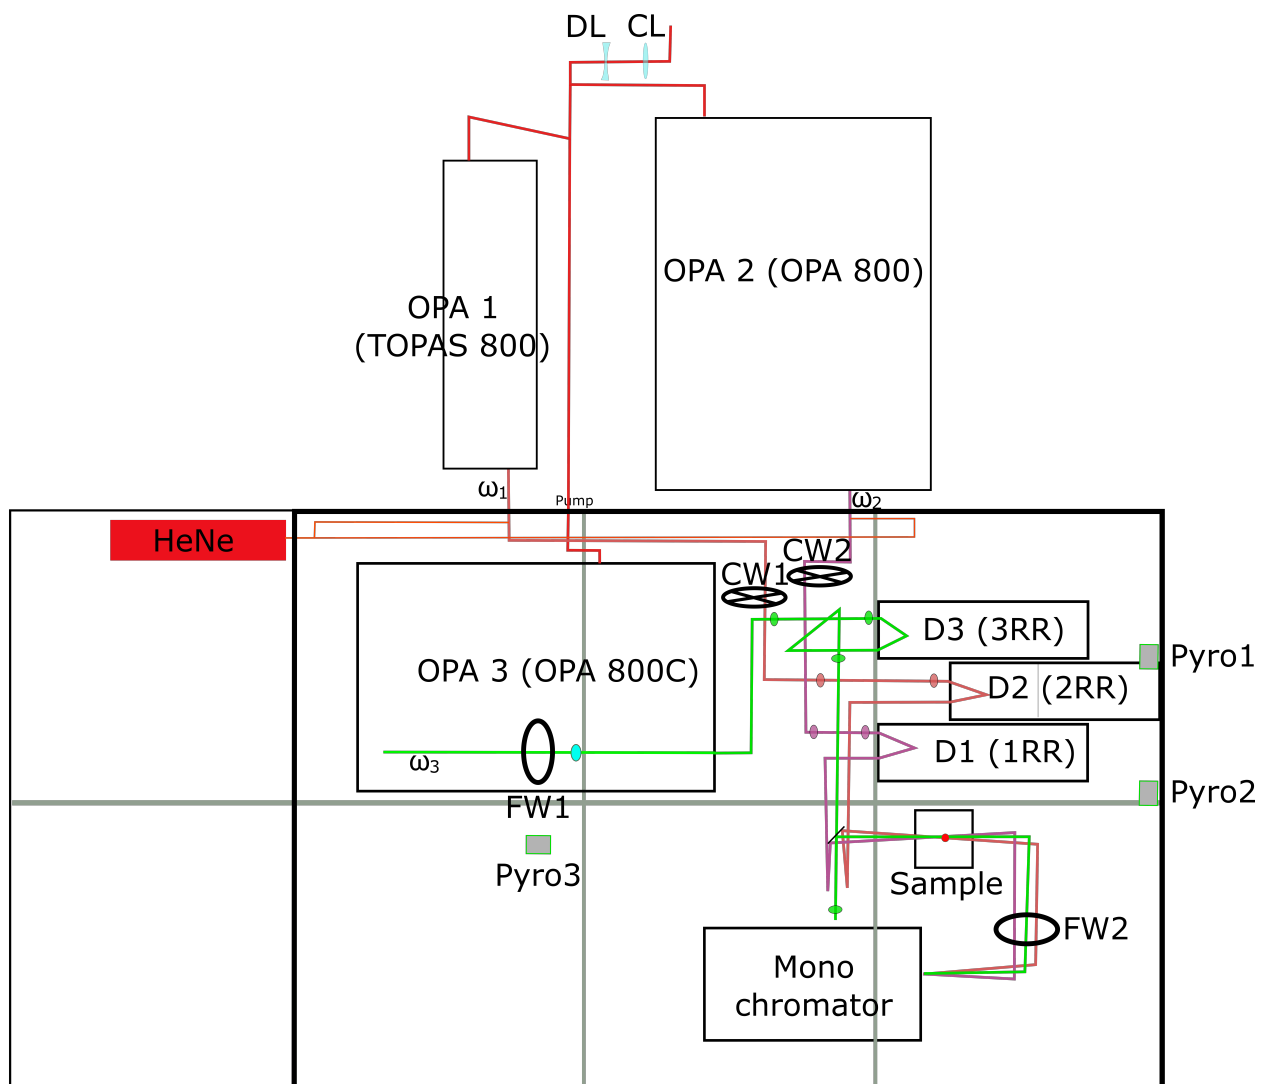 DL CL
OPA 2 (OPA 800)
OPA 1
(TOPAS 800)
ω1
Pump
ω2
HeNe
CW2
CW1
D3 (3RR)
Pyro1
OPA 3 (OPA 800C)
D2 (2RR)
D1 (1RR)
ω3
Pyro2
FW1
Pyro3
Sample
FW2
Mono
chromator